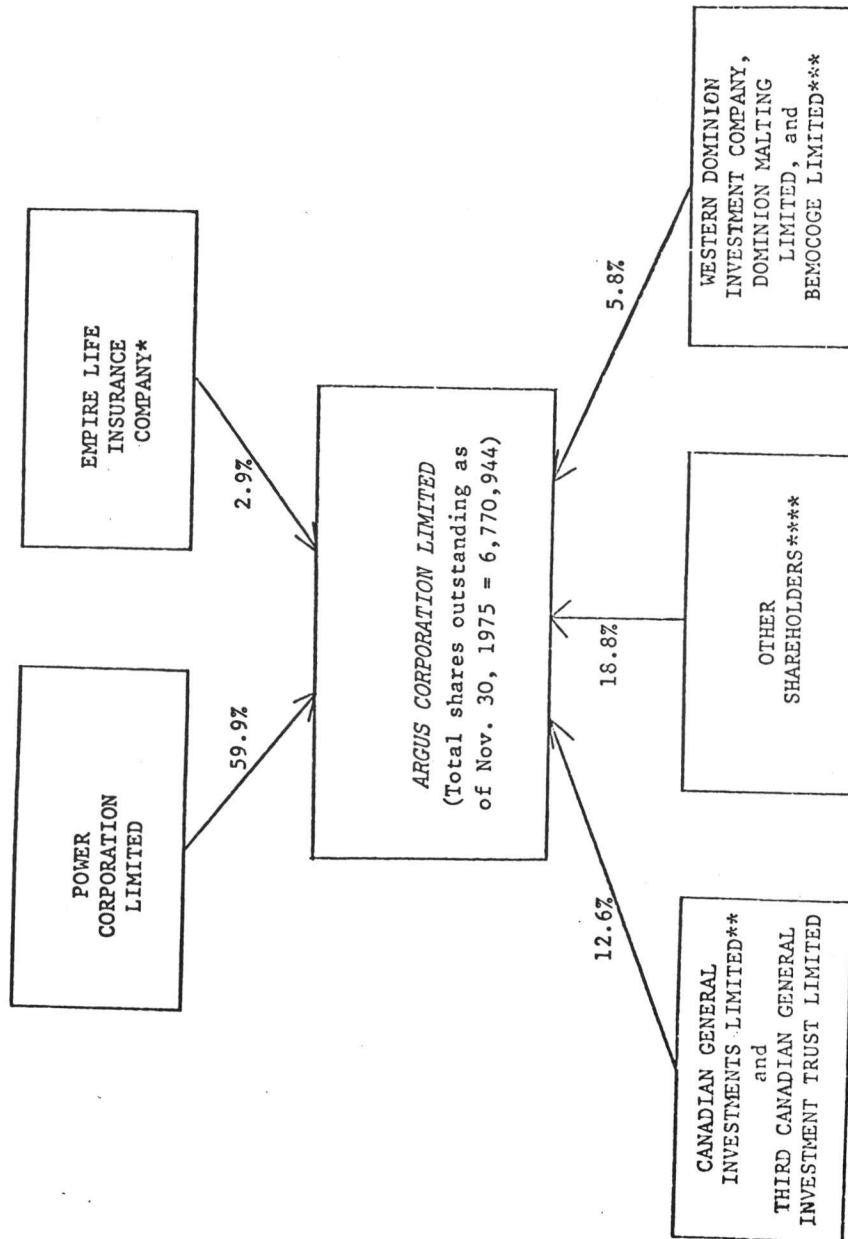 POWER
CORPORATION
LIMITED
EMPIRE LIFE
INSURANCE
COMPANY*
59.9%
2.9%
ARGUS CORPORATION LIMITED
(Total shares outstanding as
of Nov. 30, 1975 = 6,770,944)
12.6%
18.8%
5.8%
CANADIAN GENERAL
INVESTMENTS LIMITED**
and
THIRD CANADIAN GENERAL
INVESTMENT TRUST LIMITED
OTHER
SHAREHOLDERS****
WESTERN DOMINION
INVESTMENT COMPANY,
DOMINION MALTING
LIMITED, and
BEMOCOGE LIMITED***